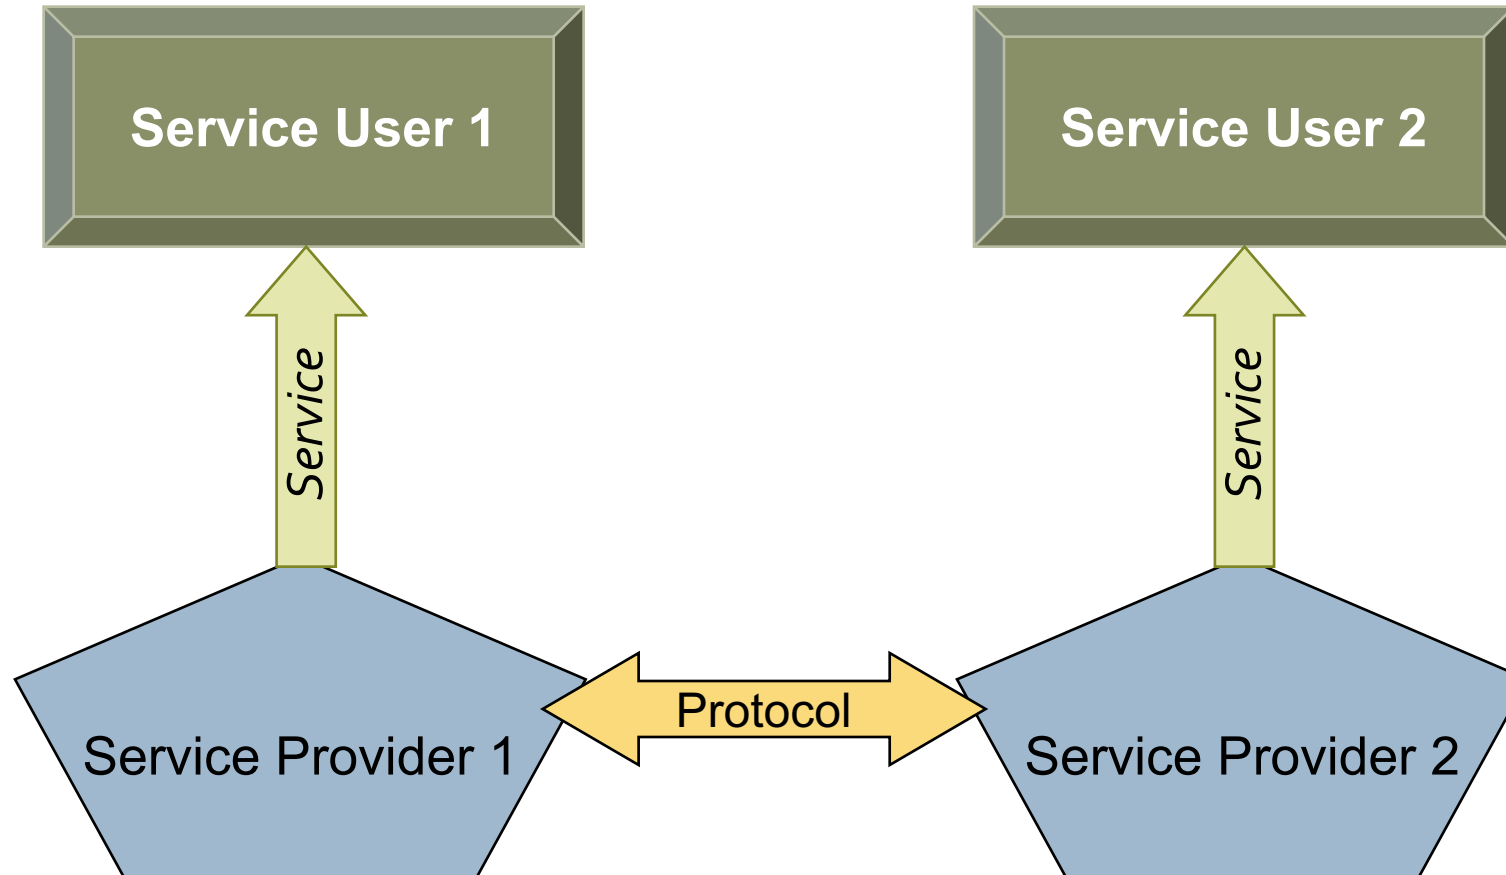 Service User 1
Service User 2
Service
Service
Protocol
Service Provider 1
Service Provider 2